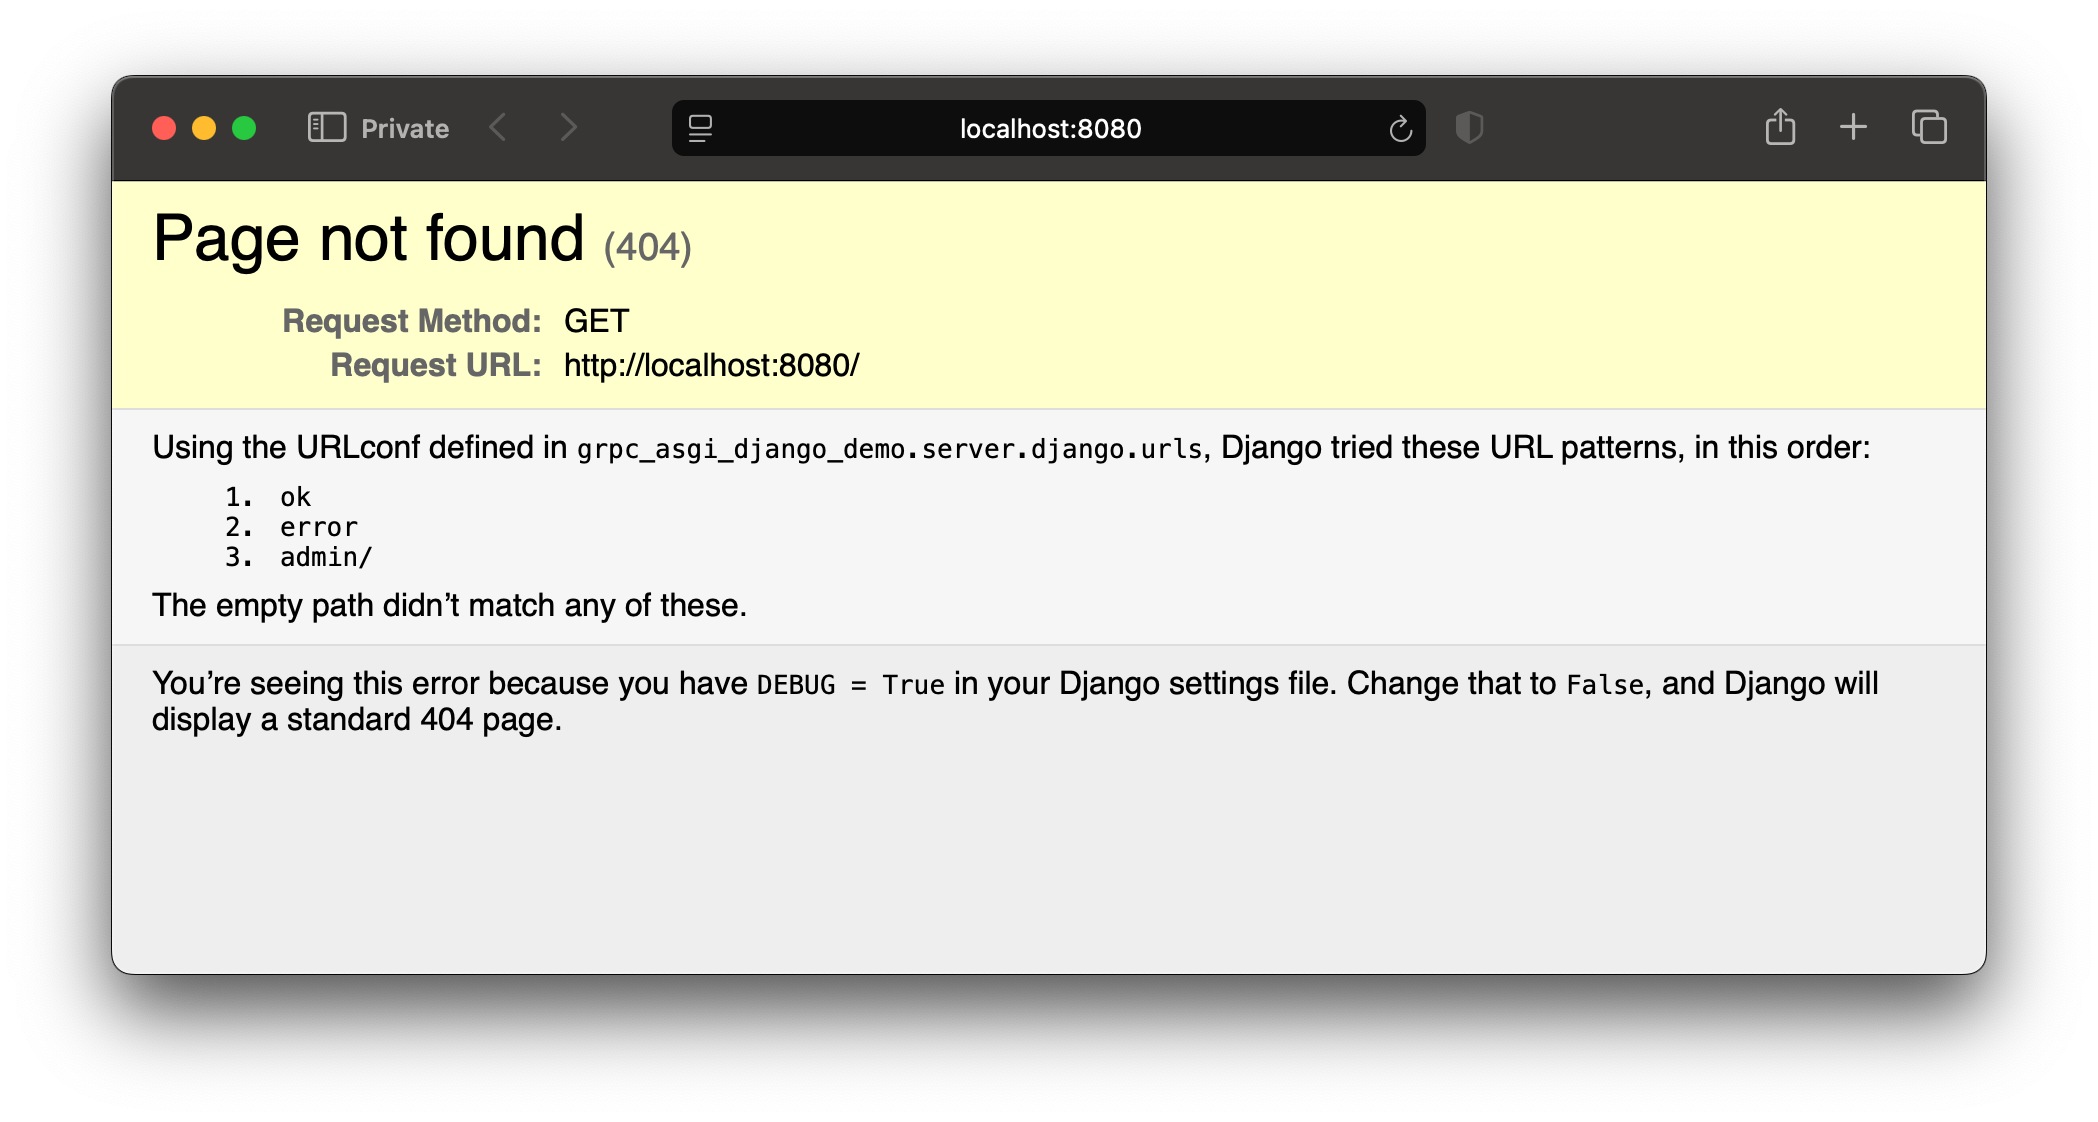 Private
localhost:8080
Page not found (404)
Request Method: GET
Request URL: http://localhost:8080/
Using the URLconf defined in grpc_asgi_django_demo.server.django.urls, Django tried these URL patterns, in this order:
1. ok
2. error
3. admin/
The empty path didn’t match any of these.
You’re seeing this error because you have DEBUG = True in your Django settings file. Change that to False, and Django will
display a standard 404 page.